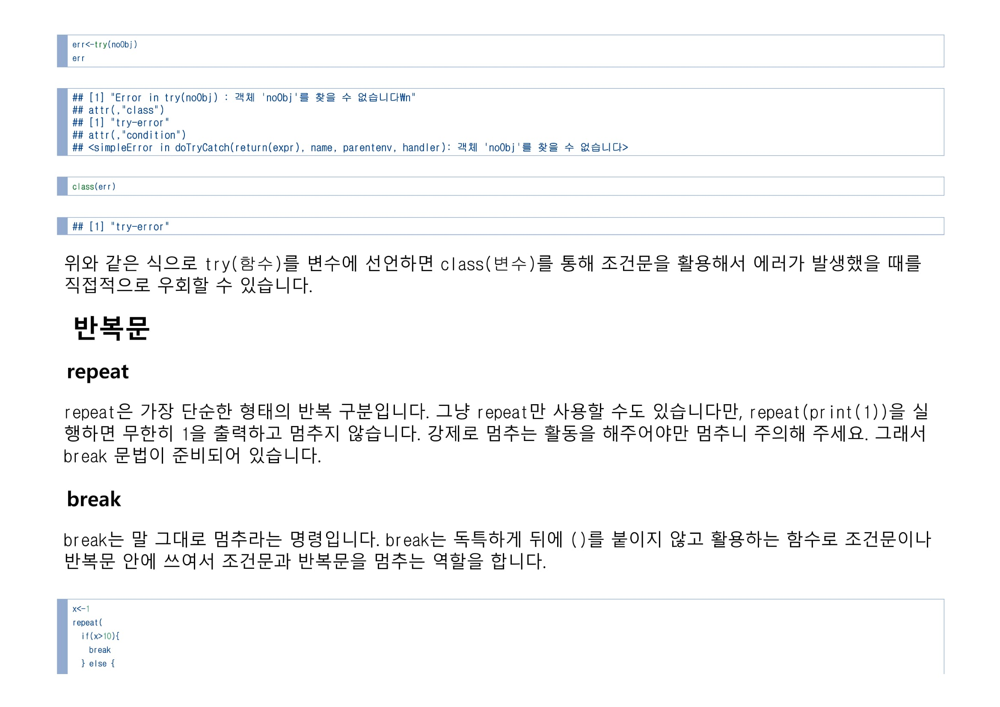 err<-try(noObj)
err
## [1] "Error in try(noObj) : 객체 'noObj'를 찾을 수 없습니다₩n"
## attr(,"class")
## [1] "try-error"
## attr(,"condition")
## <simpleError in doTryCatch(return(expr), name, parentenv, handler): 객체 'noObj'를 찾을 수 없습니다>
class(err)
## [1] "try-error"
위와 같은 식으로 try(함수)를 변수에 선언하면 class(변수)를 통해 조건문을 활용해서 에러가 발생했을 때를
직접적으로 우회할 수 있습니다.
반복문
repeat
repeat은 가장 단순한 형태의 반복 구분입니다. 그냥 repeat만 사용할 수도 있습니다만, repeat(print(1))을 실
행하면 무한히 1을 출력하고 멈추지 않습니다. 강제로 멈추는 활동을 해주어야만 멈추니 주의해 주세요. 그래서
break 문법이 준비되어 있습니다.
break
break는 말 그대로 멈추라는 명령입니다. break는 독특하게 뒤에 ()를 붙이지 않고 활용하는 함수로 조건문이나
반복문 안에 쓰여서 조건문과 반복문을 멈추는 역할을 합니다.
x<-1
repeat(
  if(x>10){
    break
  } else {